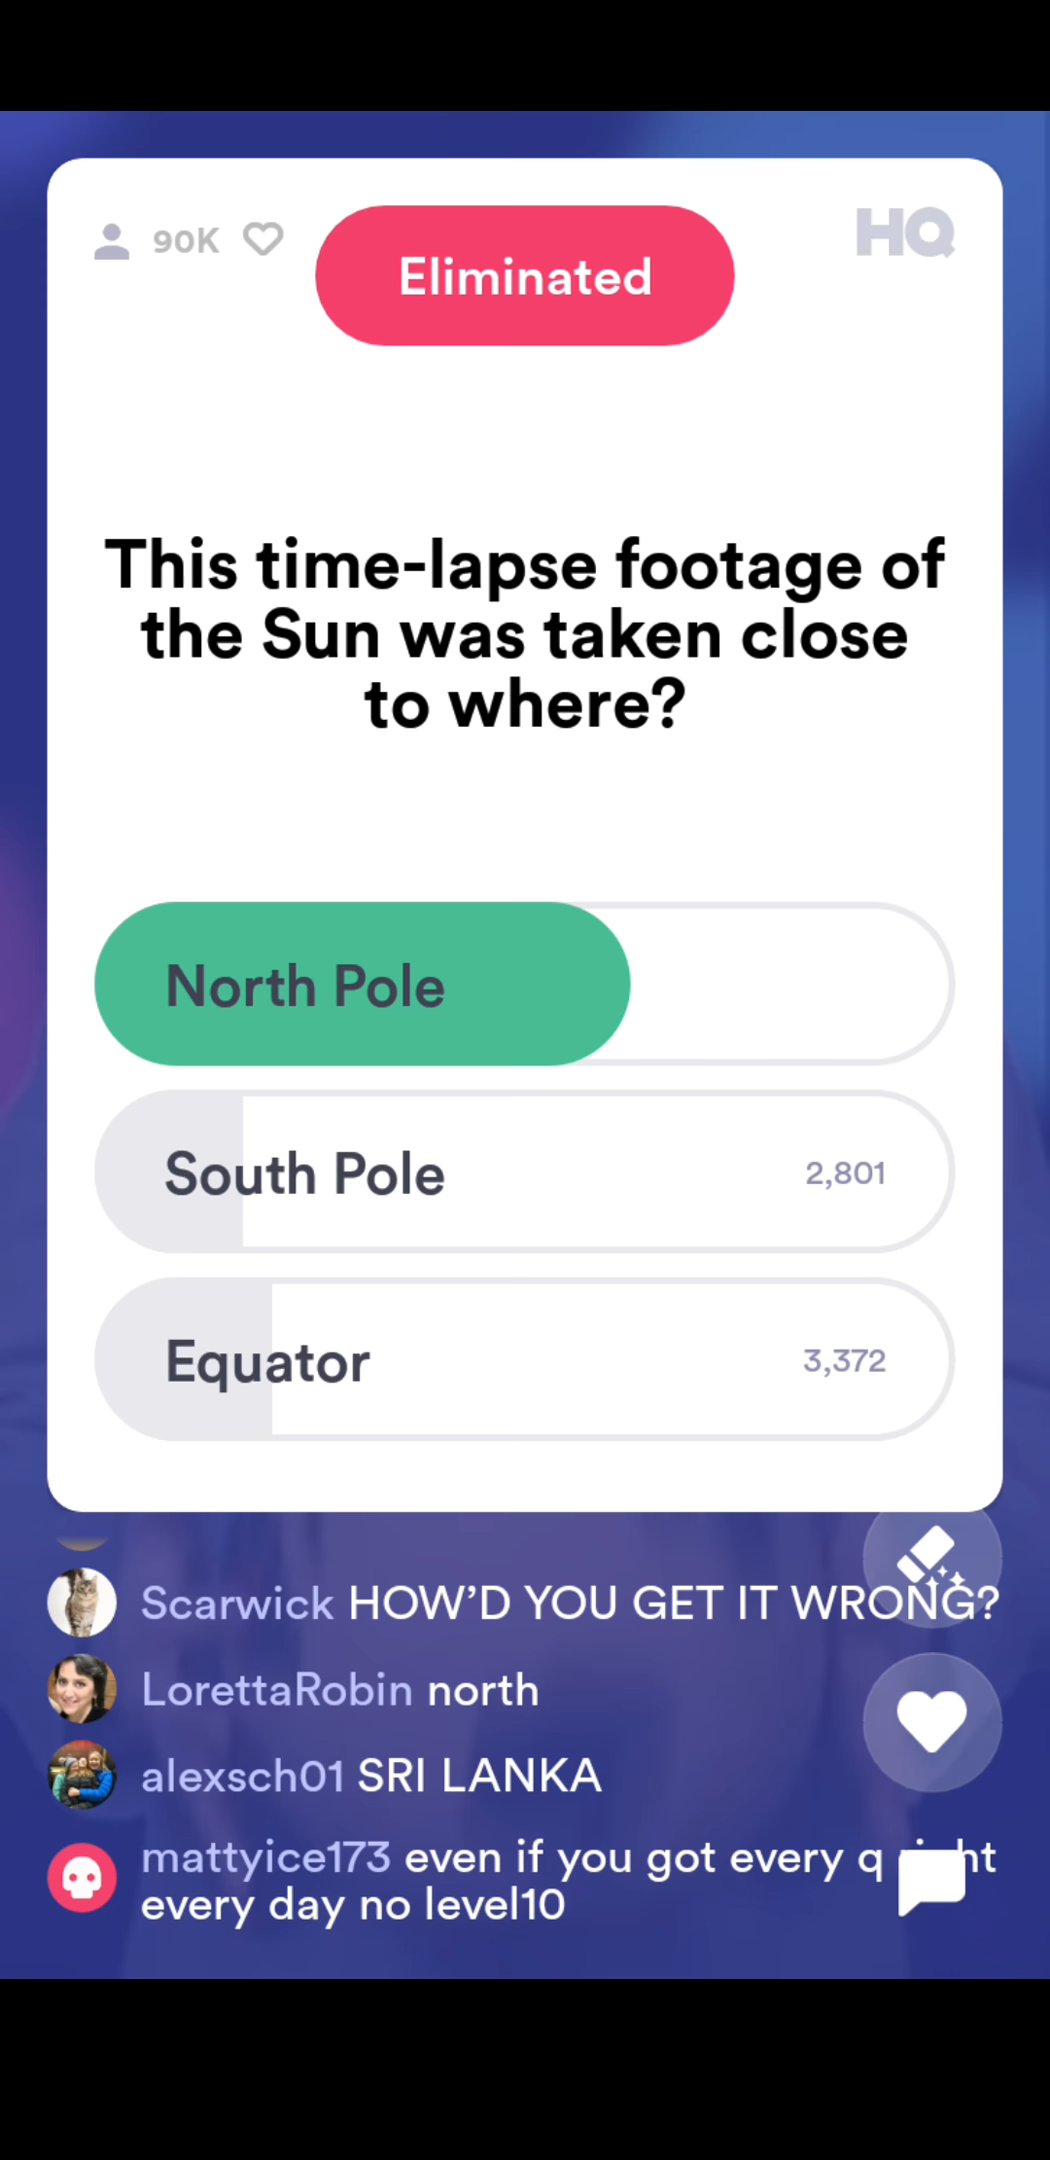 90K
Eliminated
HQ
This time-lapse footage of
the Sun was taken close
to where?
North Pole
South Pole 2,801
Equator 3,372
Scarwick HOW'D YOU GET IT WRONG?
LorettaRobin north
alexsch01 SRI LANKA
mattyice173 even if you got every q
every day no level10